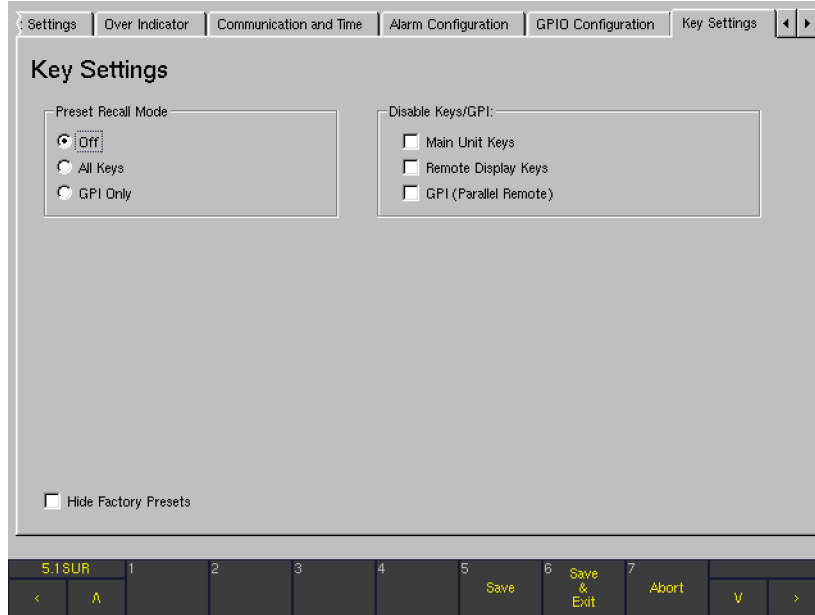 : Settings
Over Indicator
Communication and Time
Alarm Configuration
GPIO Configuration
Key Settings
Key Settings
Preset Recall Mode
Off
All Keys
GPI Only
Disable Keys/GPI:
Main Unit Keys
Remote Display Keys
GPI (Parallel Remote)
Hide Factory Presets
5.1SUR
< Λ
1
2
3
4
5
Save
6
Save
&
Exit
7
Abort
V >